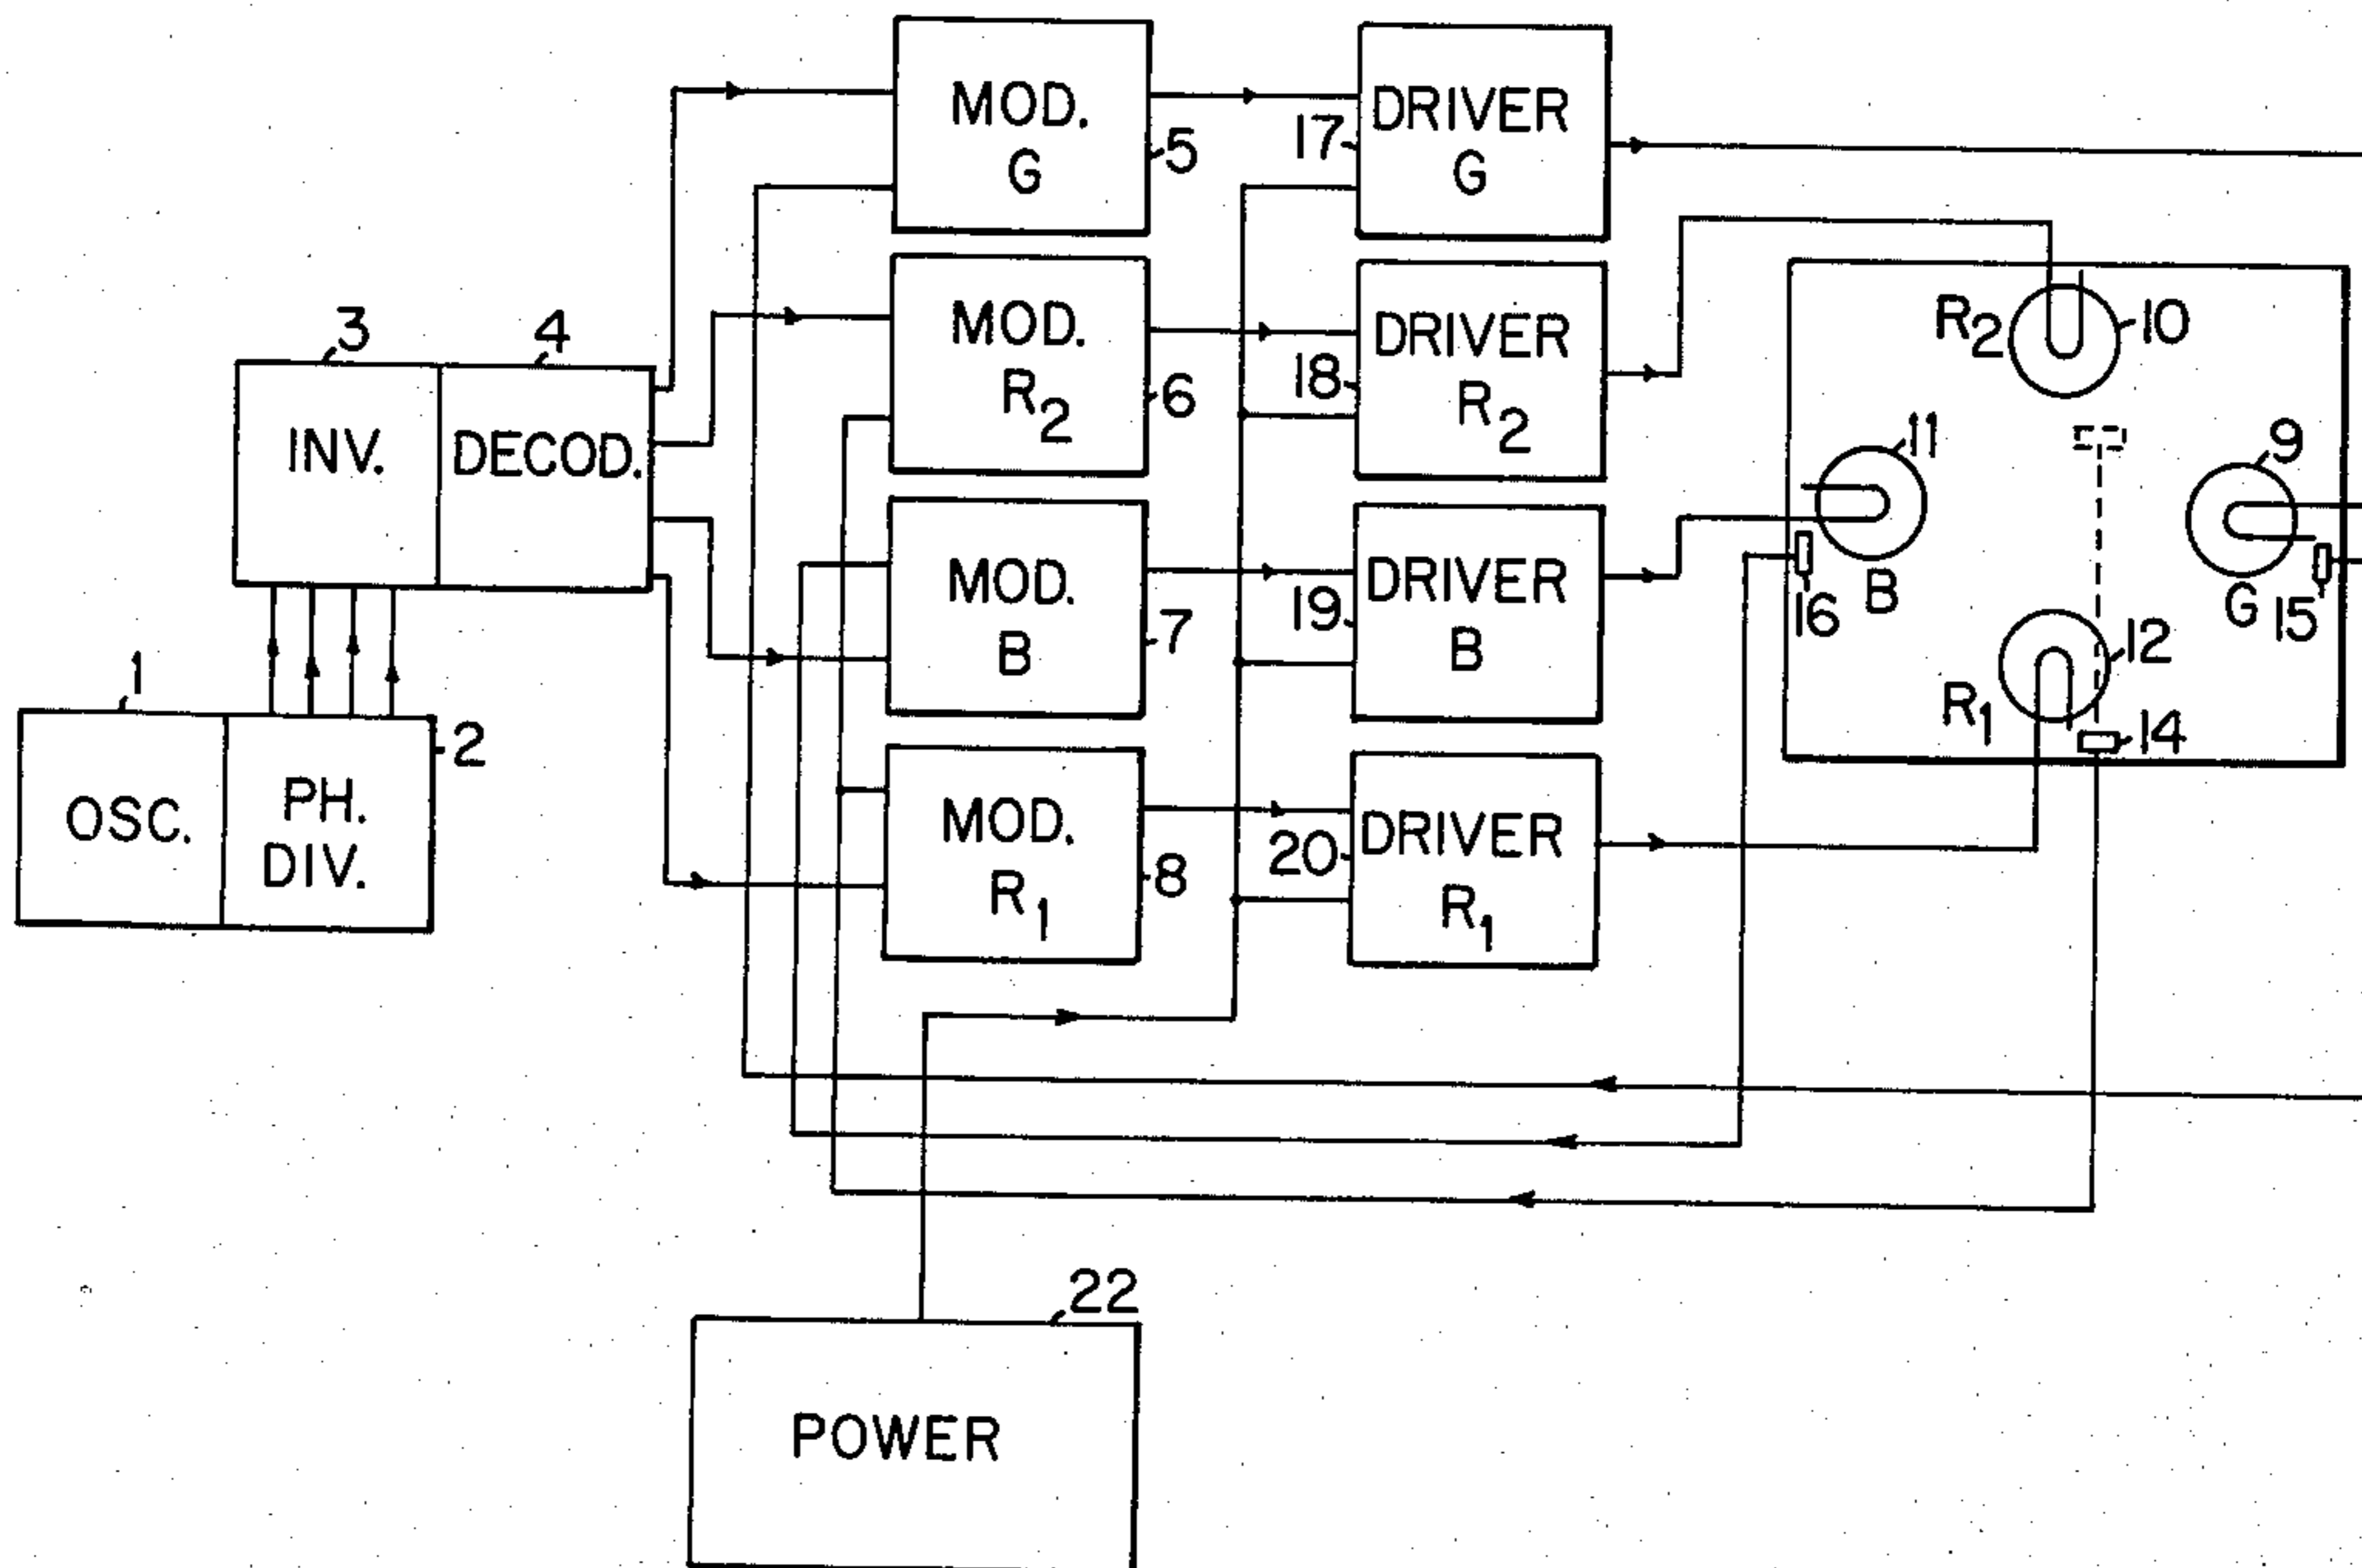 MOD.
G
5
17
DRIVER
G
3
4
INV.
DECOD.
MOD.
R2
6
18
DRIVER
R2
R2
10
11
9
MOD.
B
7
19
DRIVER
B
16
B
G
15
12
R1
14
1
2
OSC.
PH.
DIV.
MOD.
R1
8
20
DRIVER
R1
22
POWER